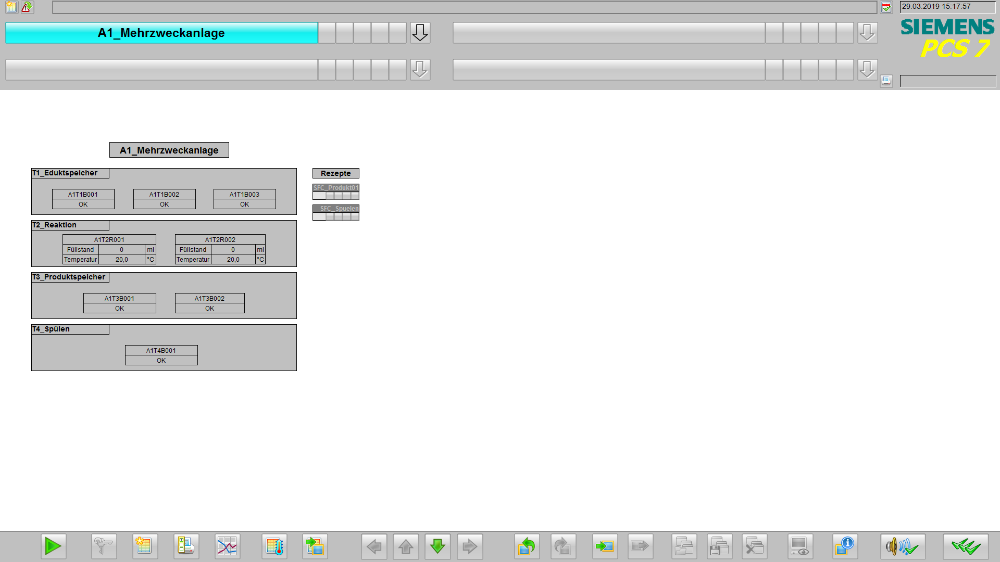 29.03.2019 15:17:57
A1_Mehrzweckanlage
SIEMENS
PCS 7
A1_Mehrzweckanlage
T1_Eduktspeicher
A1T1B001
OK
A1T1B002
OK
A1T1B003
OK
Rezepte
SFC_Produkt01
SFC_Spuelen
T2_Reaktion
A1T2R001
Füllstand 0 ml
Temperatur 20,0 °C
A1T2R002
Füllstand 0 ml
Temperatur 20,0 °C
T3_Produktspeicher
A1T3B001
OK
A1T3B002
OK
T4_Spülen
A1T4B001
OK